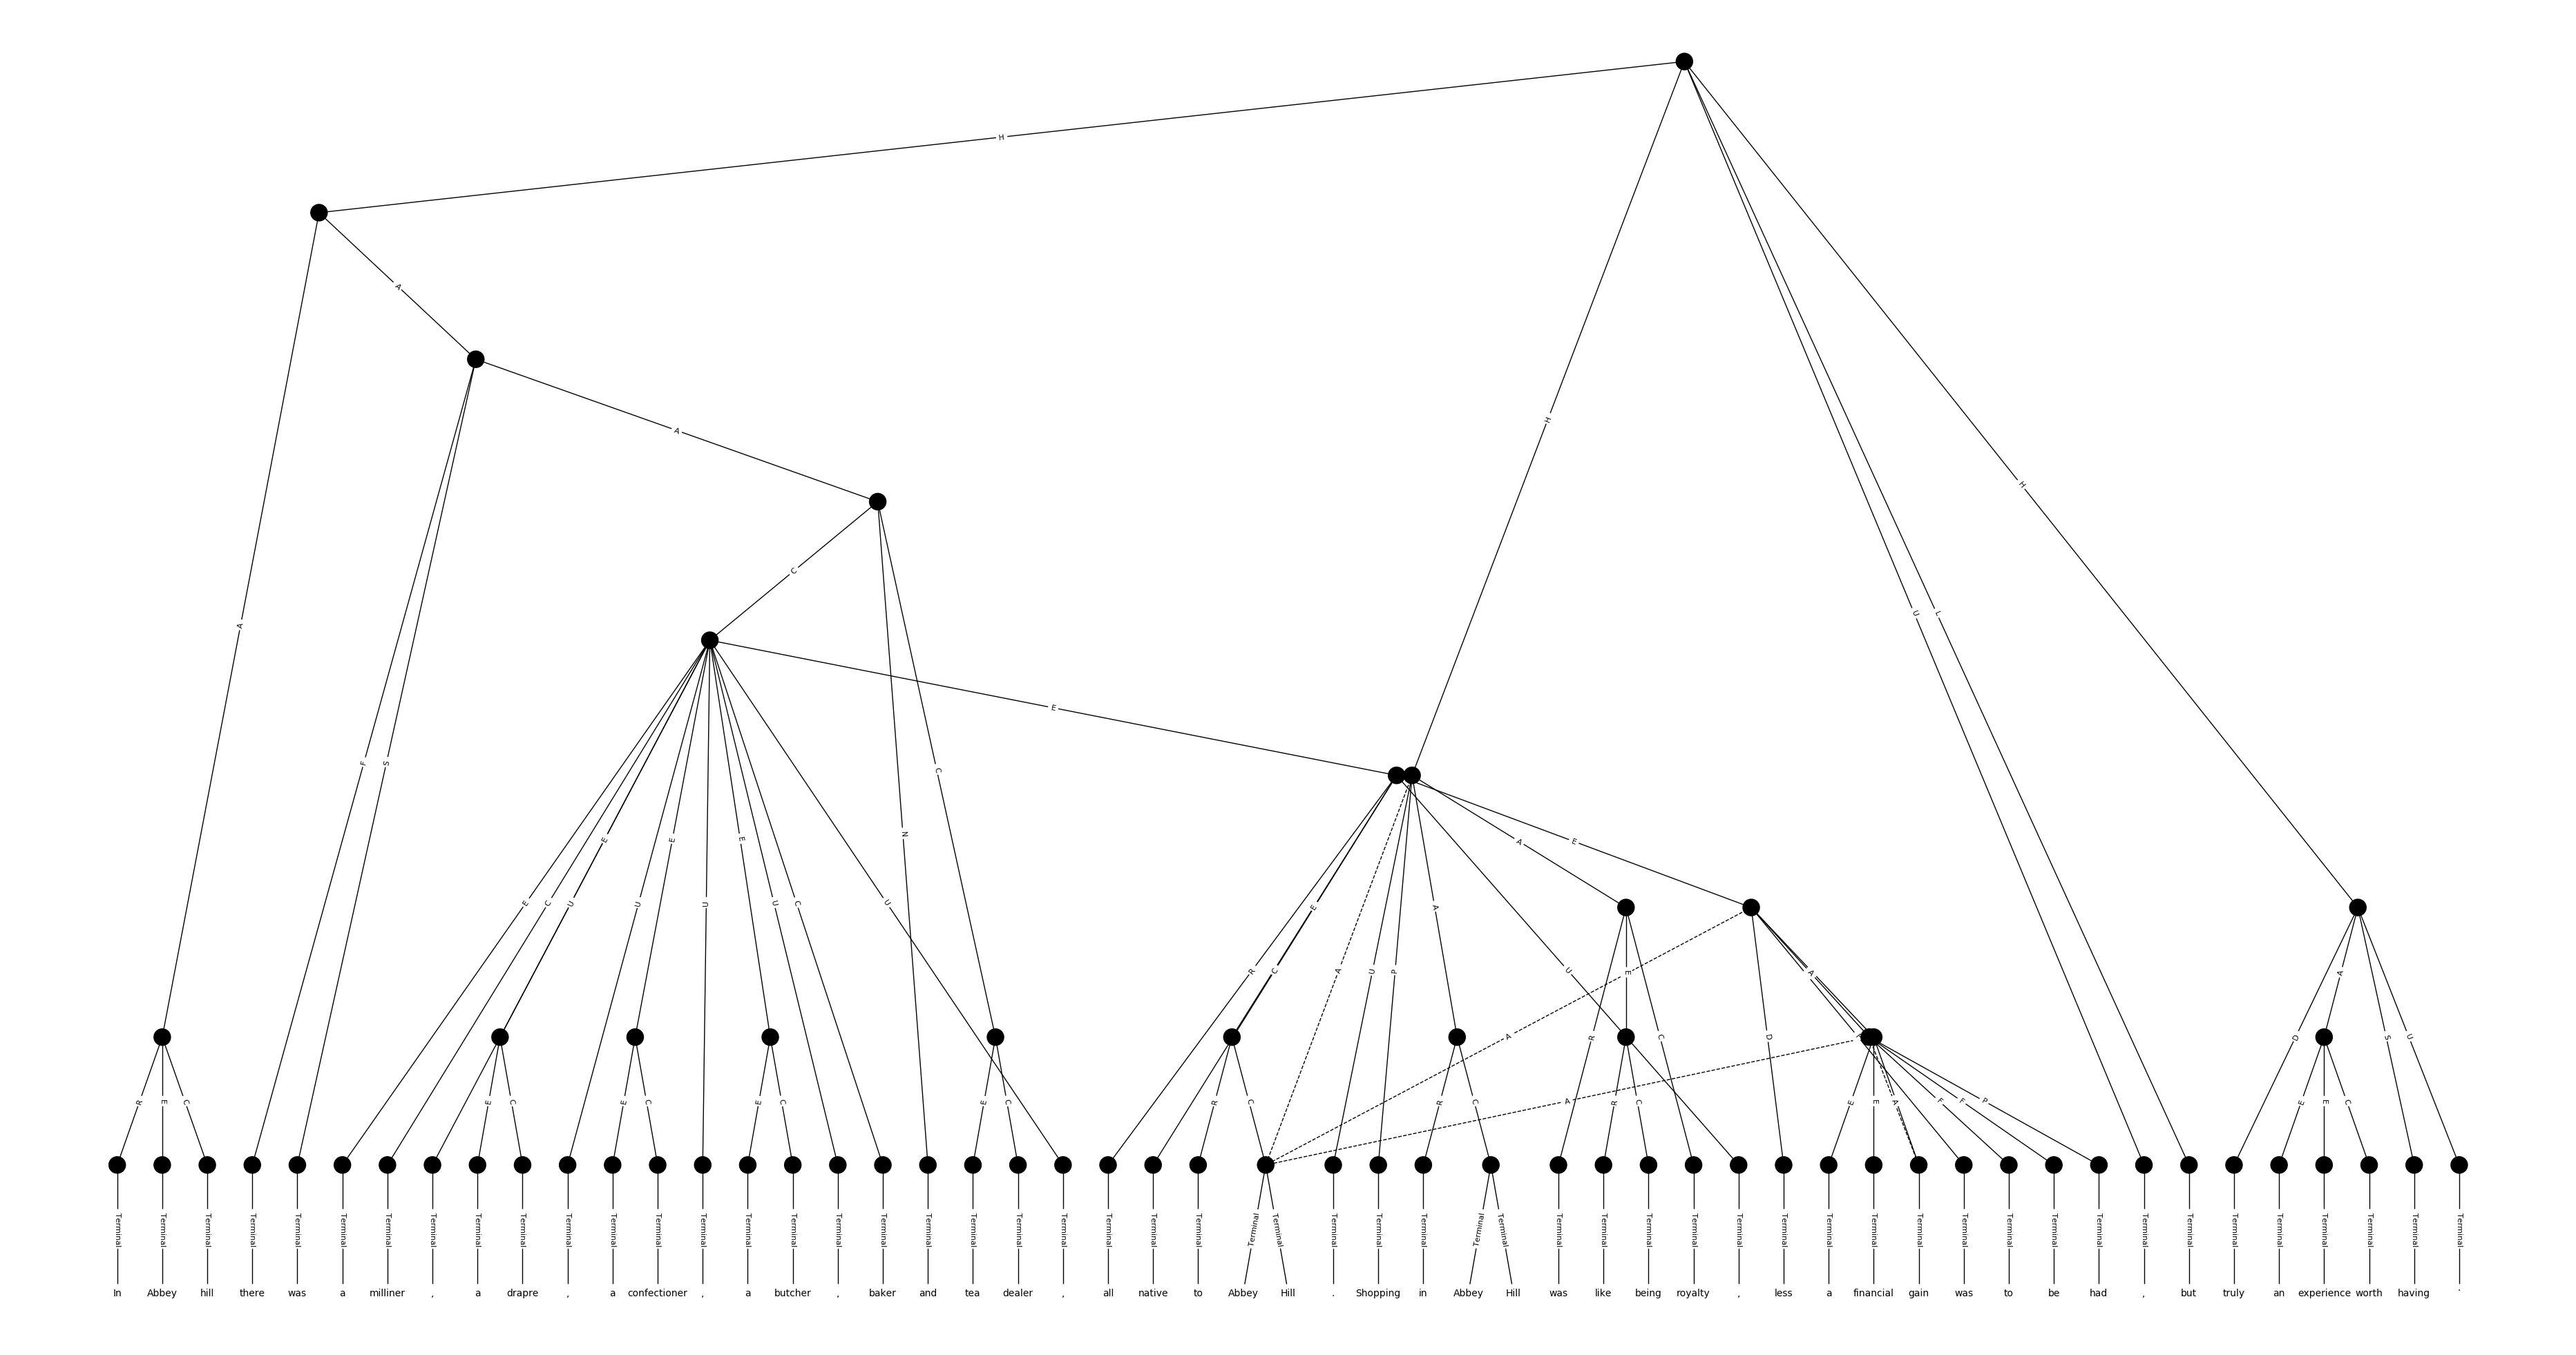 H
A
A
H
H
C
A
U L
E
F S
N
C
E
E
E
A
E
E C U U U E U C U
E
A
R C A U P
U
E
A
A
D A S U
A R C D
R E C
E C E C E C E C
R C
R C
A
R C
E E A F F P
E E C
Terminal Terminal Terminal Terminal Terminal Terminal Terminal Terminal Terminal Terminal Terminal Terminal Terminal Terminal Terminal Terminal Terminal Terminal Terminal Terminal Terminal Terminal Terminal Terminal Terminal Terminal Terminal Terminal Terminal Terminal Terminal Terminal Terminal Terminal Terminal Terminal Terminal Terminal Terminal Terminal Terminal Terminal Terminal Terminal Terminal Terminal Terminal Terminal Terminal Terminal Terminal Terminal Terminal Terminal
In Abbey hill there was a milliner , a drapre , a confectioner , a butcher , baker and tea dealer , all native to Abbey Hill . Shopping in Abbey Hill was like being royalty , less a financial gain was to be had , but truly an experience worth having .